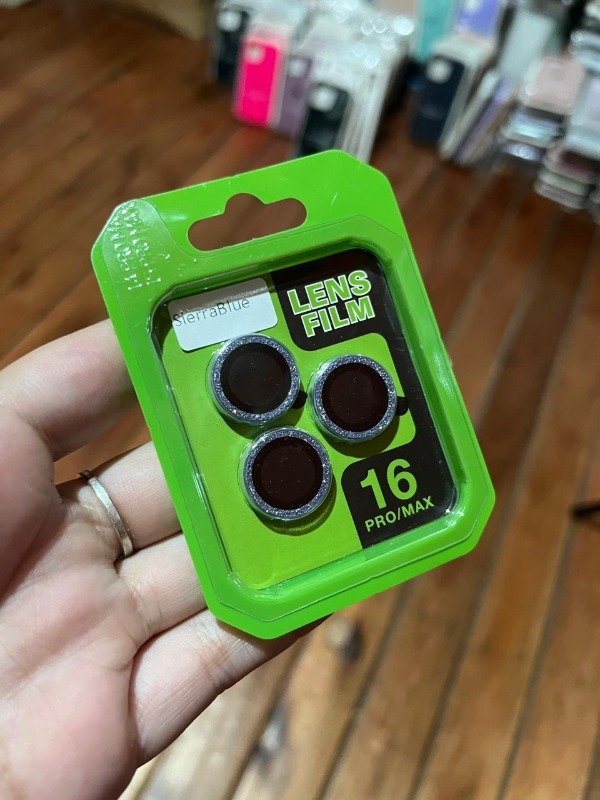 SierraBlue
LENS
FILM
16
PRO/MAX